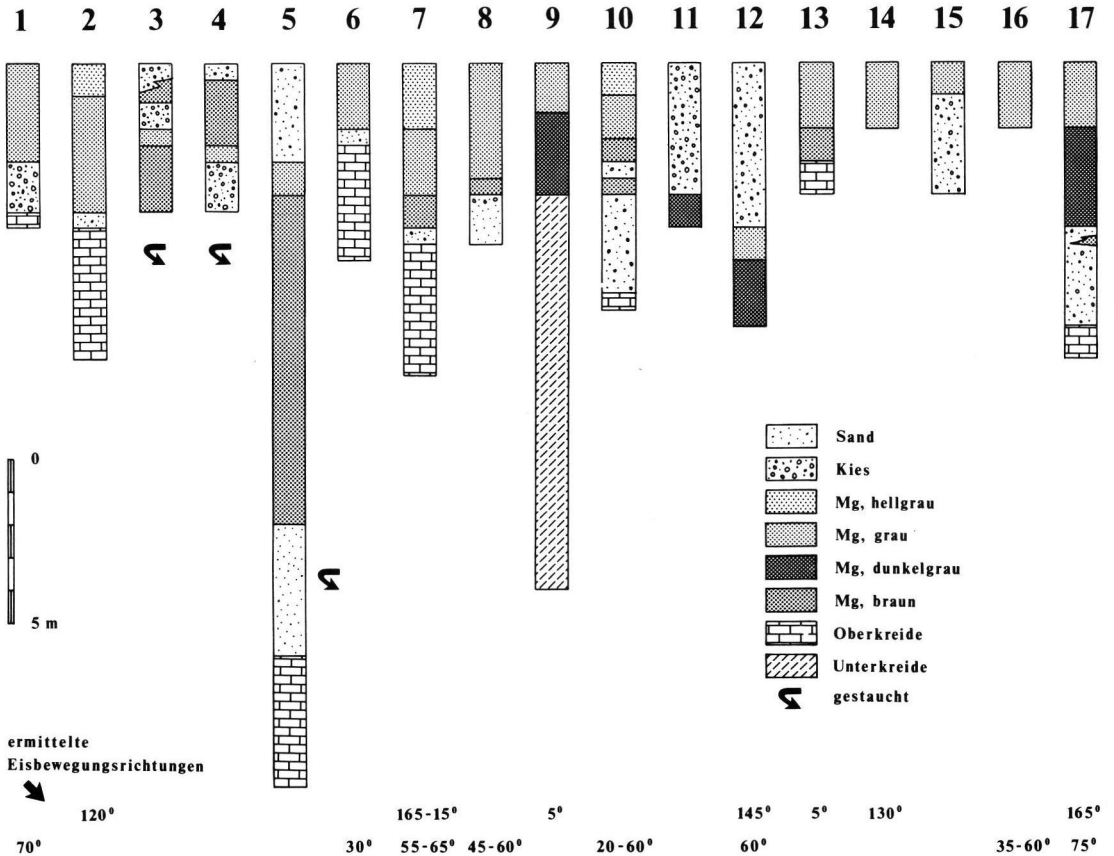 1 2 3 4 5 6 7 8 9 10 11 12 13 14 15 16 17
0
5 m
Sand
Kies
Mg, hellgrau
Mg, grau
Mg, dunkelgrau
Mg, braun
Oberkreide
Unterkreide
gestaucht
ermittelte
Eisbewegungsrichtungen
120° 165-15° 5° 145° 5° 130° 165°
70° 30° 55-65° 45-60° 20-60° 60° 35-60° 75°